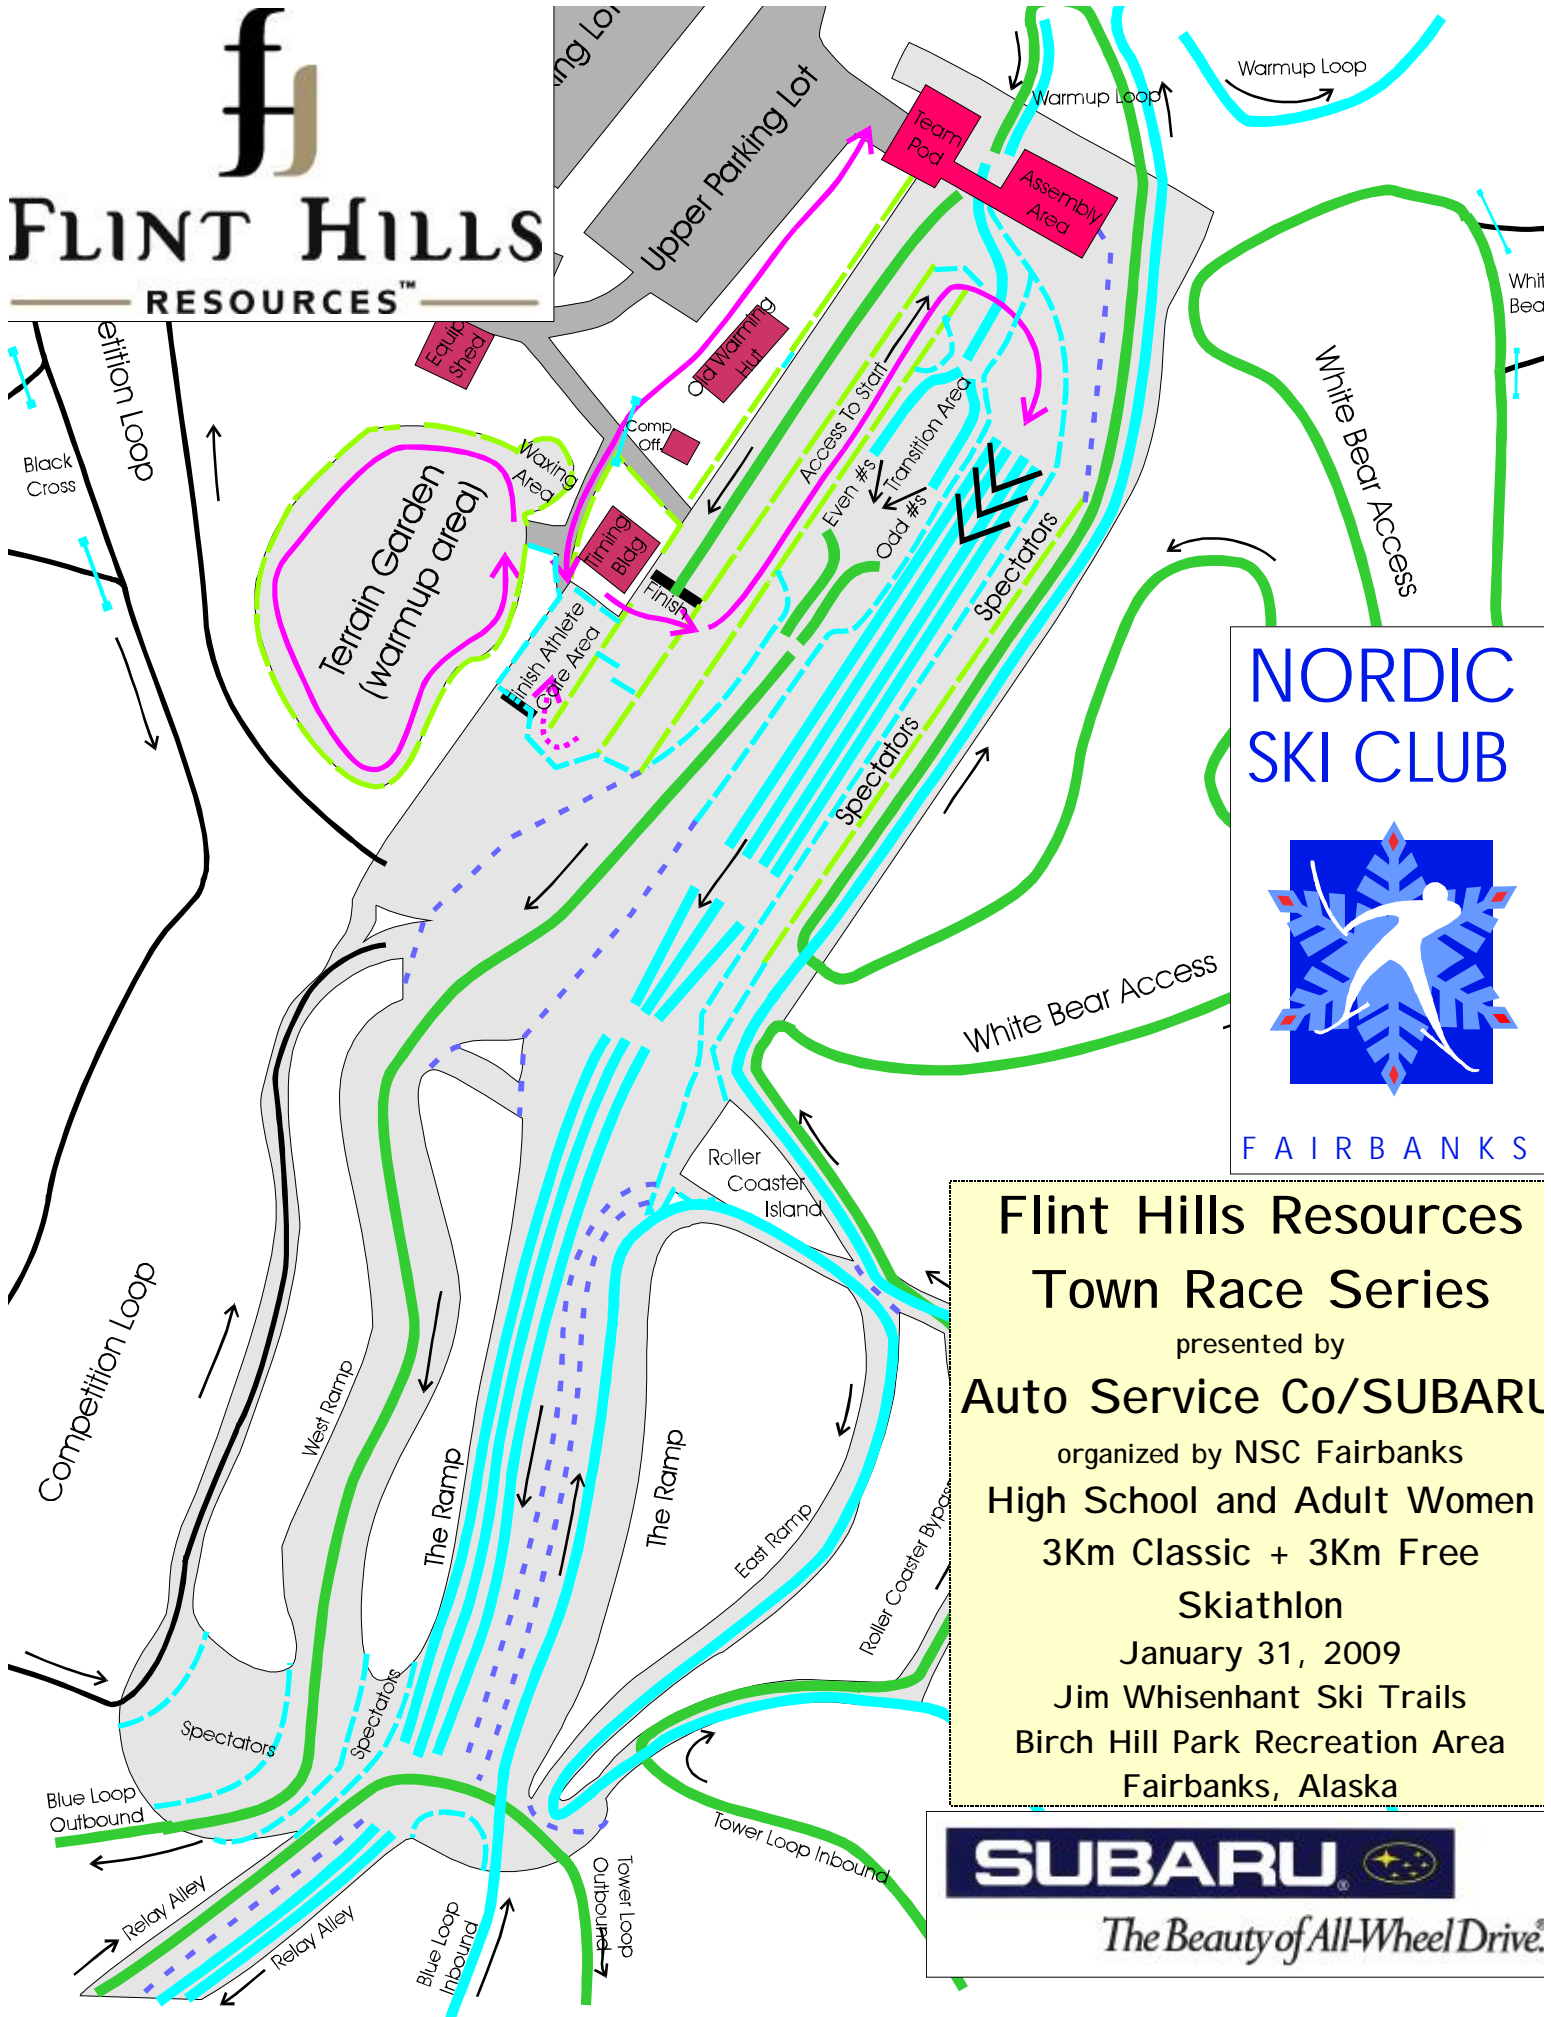 FLINT HILLS
RESOURCES™
Upper Parking Lot
Warmup Loop
Warmup Loop
Team
Pod
Assembly
Area
Equip
Shed
Old Warming
Hut
Comp.
Off.
Black
Cross
Waxing
Area
Terrain Garden
(warmup area)
Timing
Bldg
Finish
Finish Athlete
Care Area
Access To Start
Transition Area
Even #s
Odd #s
Spectators
Spectators
White Bear Access
White Bear Access
NORDIC
SKI CLUB
FAIRBANKS
Roller
Coaster
Island
Competition Loop
West Ramp
The Ramp
The Ramp
East Ramp
Roller Coaster Bypass
Spectators
Spectators
Blue Loop
Outbound
Relay Alley
Relay Alley
Blue Loop
Inbound
Tower Loop
Outbound
Tower Loop Inbound
Flint Hills Resources
Town Race Series
presented by
Auto Service Co/SUBARU
organized by NSC Fairbanks
High School and Adult Women
3Km Classic + 3Km Free
Skiathlon
January 31, 2009
Jim Whisenhant Ski Trails
Birch Hill Park Recreation Area
Fairbanks, Alaska
SUBARU®
The Beauty of All-Wheel Drive.®